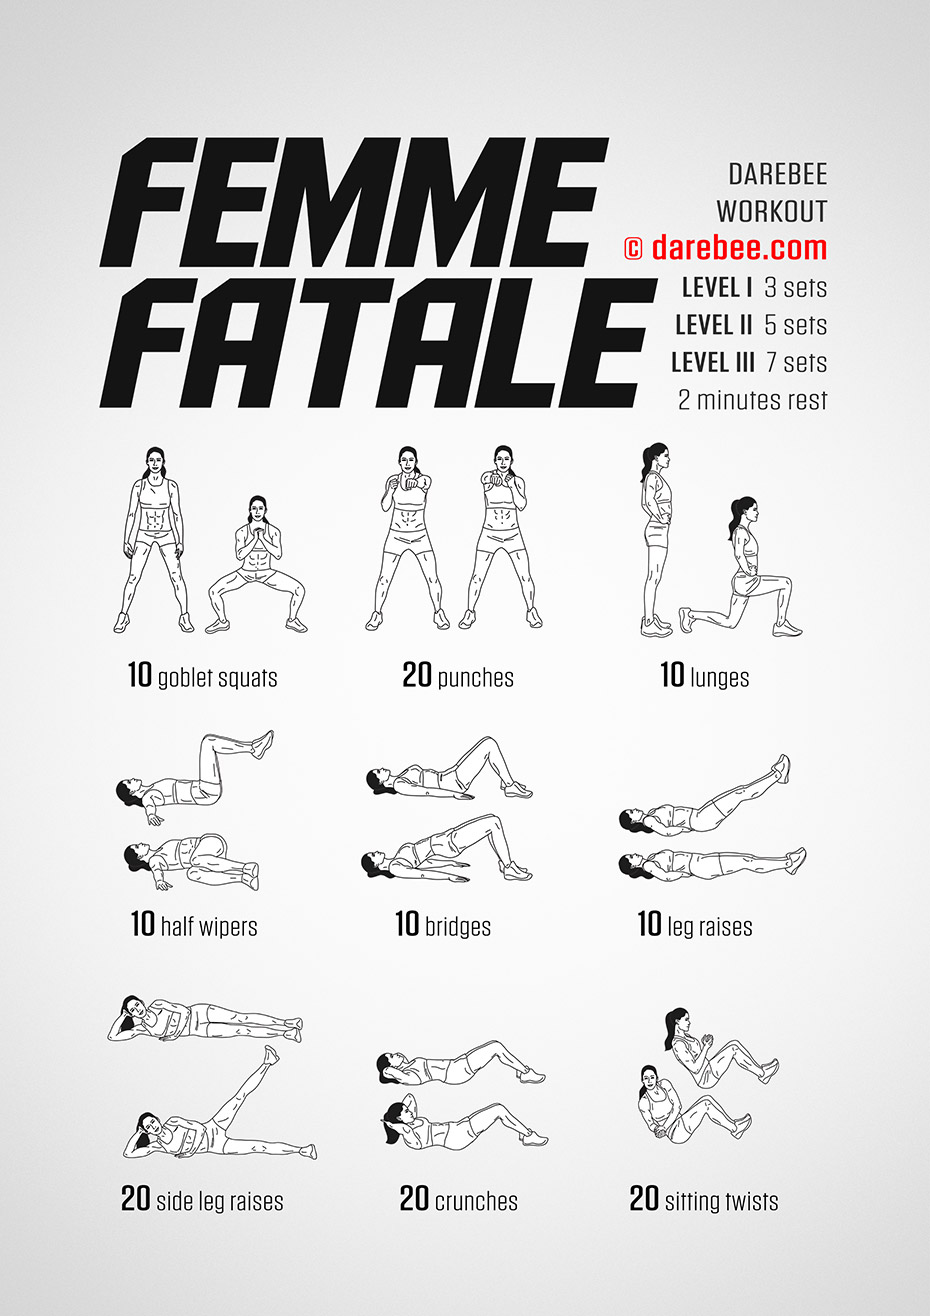 FEMME
FATALE
DAREBEE
WORKOUT
© darebee.com
LEVEL I 3 sets
LEVEL II 5 sets
LEVEL III 7 sets
2 minutes rest
10 goblet squats
20 punches
10 lunges
10 half wipers
10 bridges
10 leg raises
20 side leg raises
20 crunches
20 sitting twists